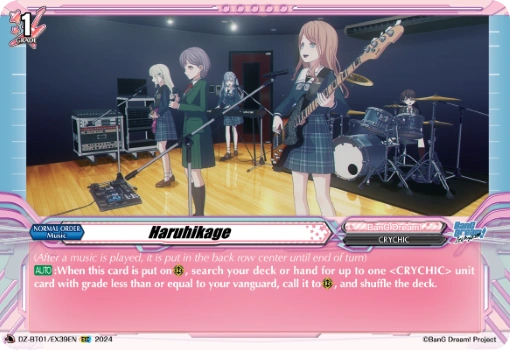 1
GRADE
NORMAL ORDER
Music
Haruhikage
BanG Dream!
CRYCHIC
BanG Dream!
(After a music is played, it is put in the back row center until end of turn)
AUTO:When this card is put on, search your deck or hand for up to one <CRYCHIC> unit
card with grade less than or equal to your vanguard, call it to, and shuffle the deck.
DZ-BT01/EX39EN 2024
©BanG Dream! Project